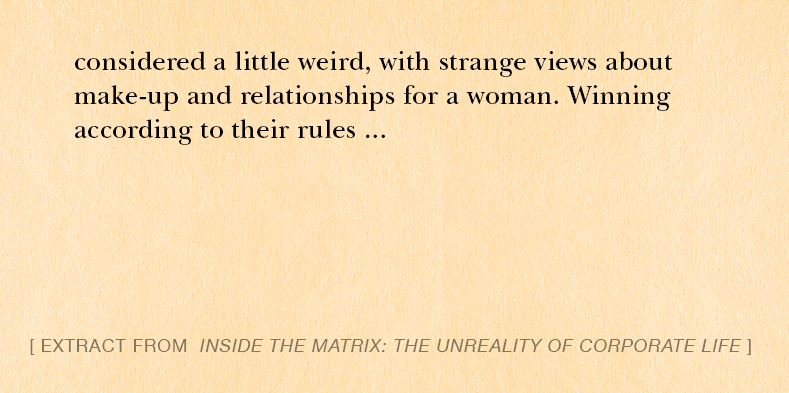 considered a little weird, with strange views about
make-up and relationships for a woman. Winning
according to their rules ...
[ EXTRACT FROM INSIDE THE MATRIX: THE UNREALITY OF CORPORATE LIFE ]